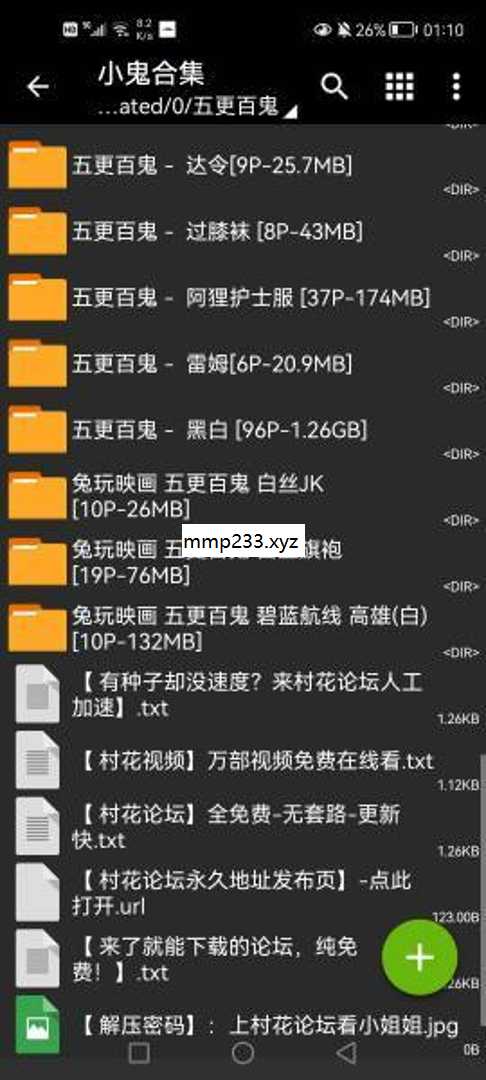 HD 5G 8.2 K/s 26% 01:10
小鬼合集
...ated/0/五更百鬼
<DIR>
五更百鬼 - 达令[9P-25.7MB]
<DIR>
五更百鬼 - 过膝袜 [8P-43MB]
<DIR>
五更百鬼 - 阿狸护士服 [37P-174MB]
<DIR>
五更百鬼 - 雷姆[6P-20.9MB]
<DIR>
五更百鬼 - 黑白 [96P-1.26GB]
<DIR>
兔玩映画 五更百鬼 白丝JK
[10P-26MB]
<DIR>
mmp233.xyz
兔玩映画 五 旗袍
[19P-76MB]
<DIR>
兔玩映画 五更百鬼 碧蓝航线 高雄(白)
[10P-132MB]
<DIR>
【 有种子却没速度？来村花论坛人工
加速】.txt
1.26KB
【 村花视频】万部视频免费在线看.txt
1.12KB
【 村花论坛】全免费-无套路-更新
快.txt
1.26KB
【 村花论坛永久地址发布页】-点此
打开.url
123.00B
【 来了就能下载的论坛，纯免
费！】.txt
26KB
【 解压密码】：上村花论坛看小姐姐.jpg
0B